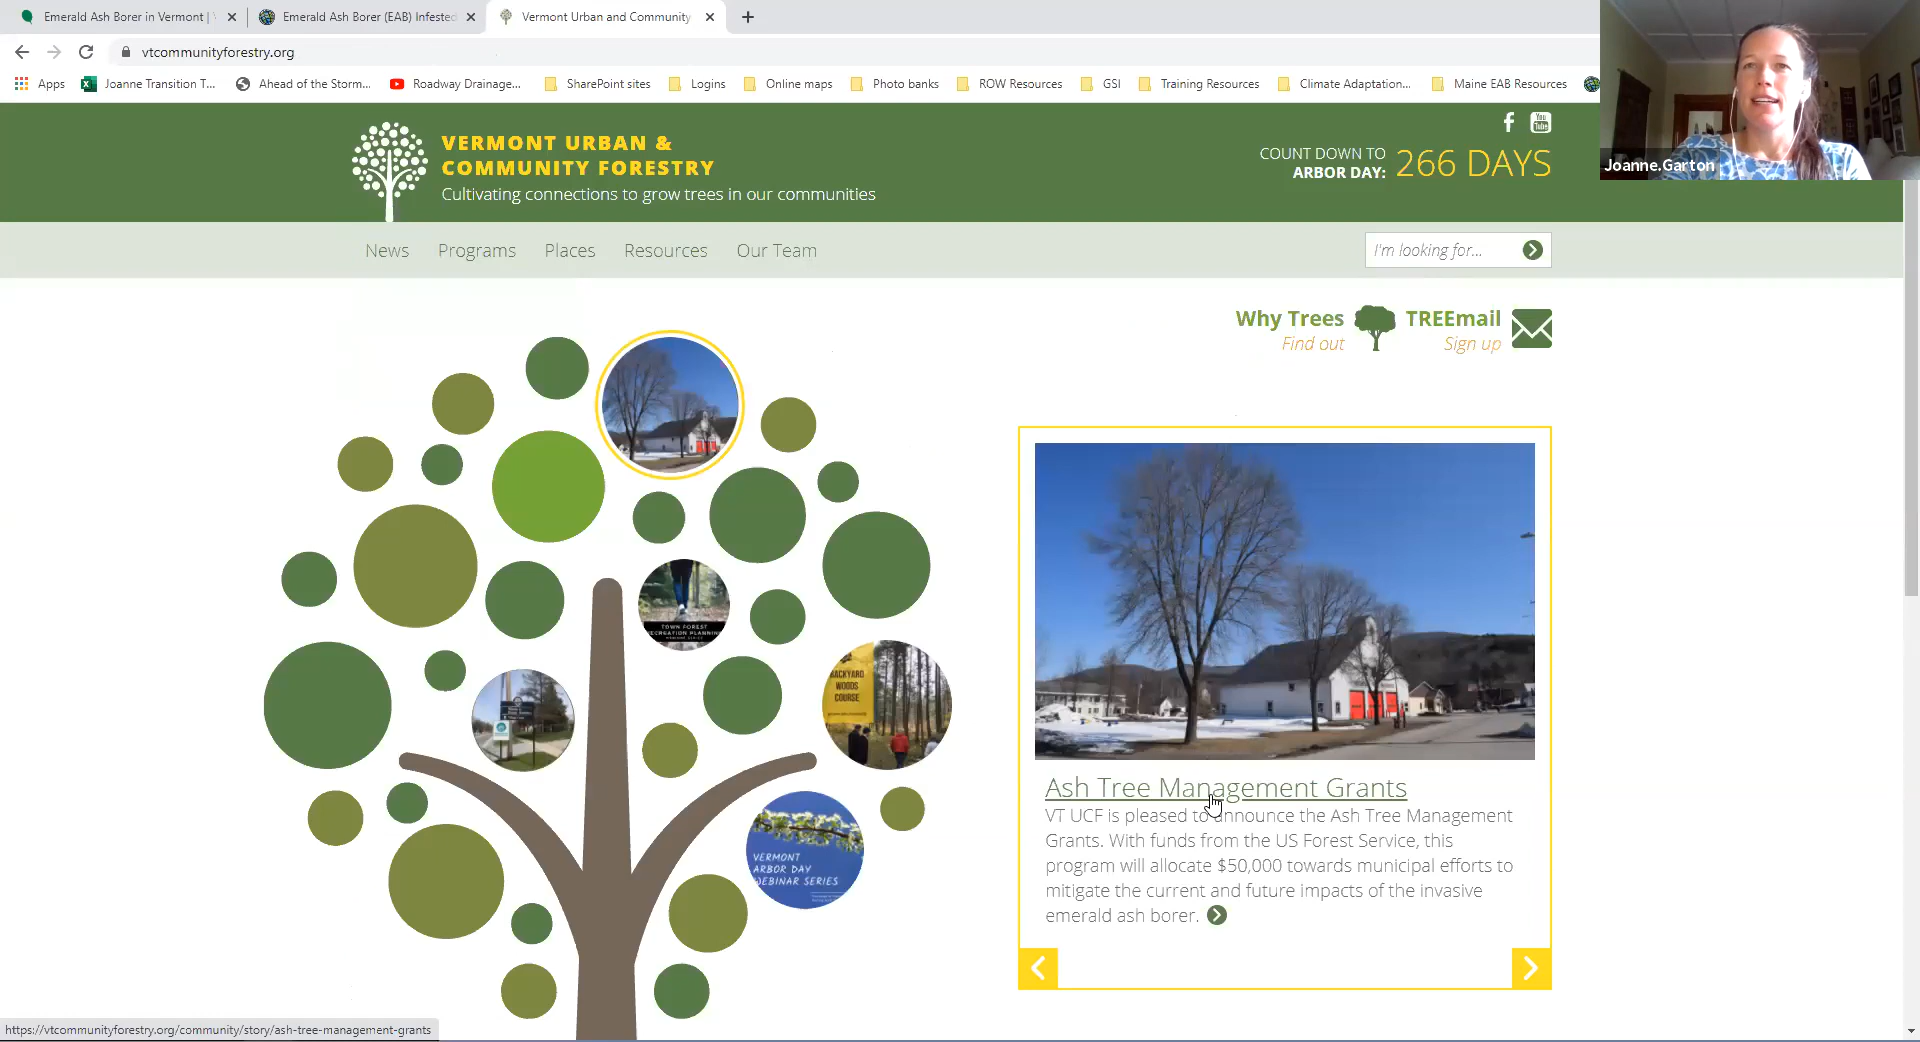 Emerald Ash Borer in Vermont |
Emerald Ash Borer (EAB) Infested
Vermont Urban and Community
vtcommunityforestry.org
Apps
Joanne Transition T...
Ahead of the Storm...
Roadway Drainage...
SharePoint sites
Logins
Online maps
Photo banks
ROW Resources
GSI
Training Resources
Climate Adaptation...
Maine EAB Resources
Joanne.Garton
VERMONT URBAN &
COMMUNITY FORESTRY
Cultivating connections to grow trees in our communities
You
Tube
COUNT DOWN TO
ARBOR DAY: 266 DAYS
News
Programs
Places
Resources
Our Team
I'm looking for...
Why Trees
Find out
TREEmail
Sign up
TOWN FOREST
RECREATION PLANNING
BACKYARD
WOODS
COURSE
VERMONT
ARBOR DAY
WEBINAR SERIES
Ash Tree Management Grants
VT UCF is pleased to announce the Ash Tree Management
Grants. With funds from the US Forest Service, this
program will allocate $50,000 towards municipal efforts to
mitigate the current and future impacts of the invasive
emerald ash borer.
https://vtcommunityforestry.org/community/story/ash-tree-management-grants